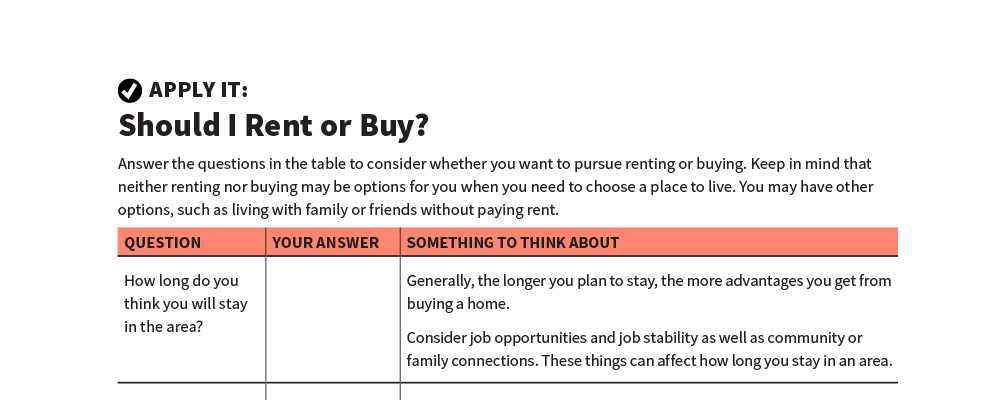 APPLY IT:
Should I Rent or Buy?
Answer the questions in the table to consider whether you want to pursue renting or buying. Keep in mind that
neither renting nor buying may be options for you when you need to choose a place to live. You may have other
options, such as living with family or friends without paying rent.
QUESTION YOUR ANSWER SOMETHING TO THINK ABOUT
How long do you
think you will stay
in the area?
Generally, the longer you plan to stay, the more advantages you get from
buying a home.
Consider job opportunities and job stability as well as community or
family connections. These things can affect how long you stay in an area.